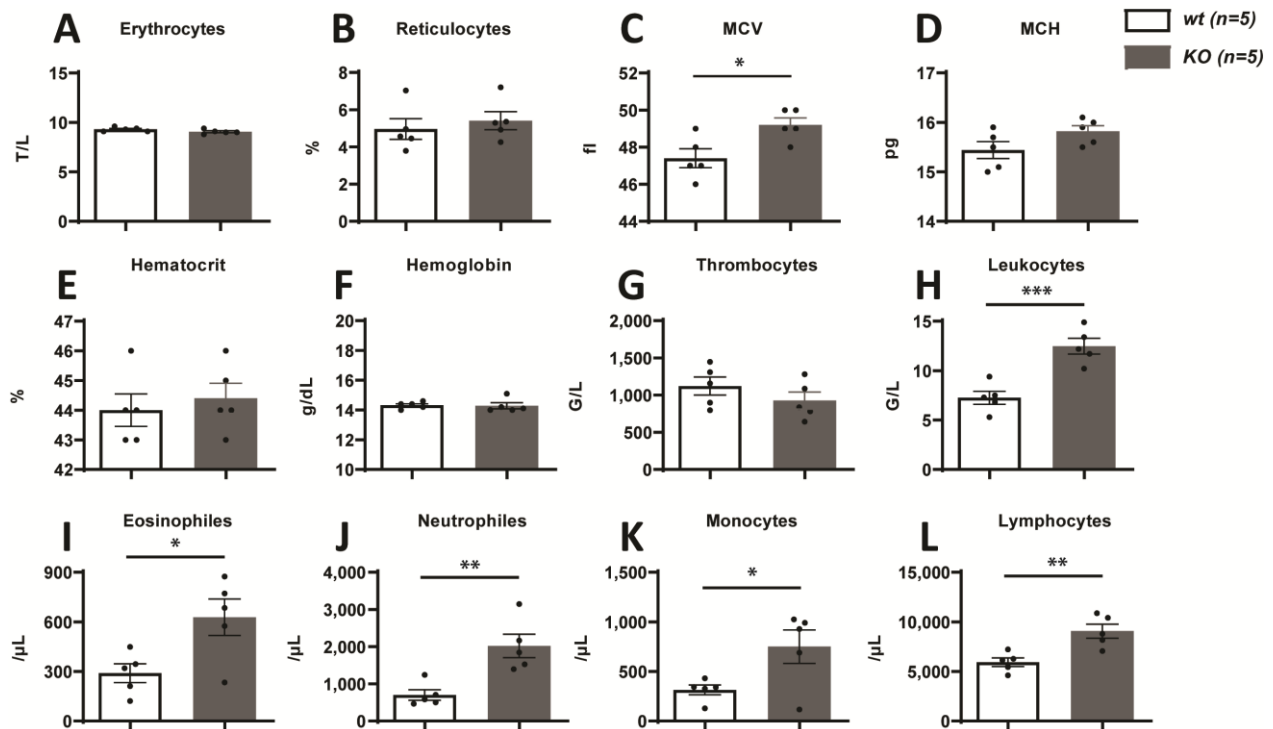 A Erythrocytes
B Reticulocytes
C MCV
D MCH
wt (n=5)
KO (n=5)
T/L
15
10
5
0
%
8
6
4
2
0
fl
52
50
48
46
44
*
pg
17
16
15
14
E Hematocrit
F Hemoglobin
G Thrombocytes
H Leukocytes
%
47
46
45
44
43
42
g/dL
20
18
16
14
12
10
G/L
2,000
1,500
1,000
500
0
G/L
15
10
5
0
***
I Eosinophiles
J Neutrophiles
K Monocytes
L Lymphocytes
/µL
900
600
300
0
*
/µL
4,000
3,000
2,000
1,000
0
**
/µL
1,500
1,000
500
0
*
/µL
15,000
10,000
5,000
0
**